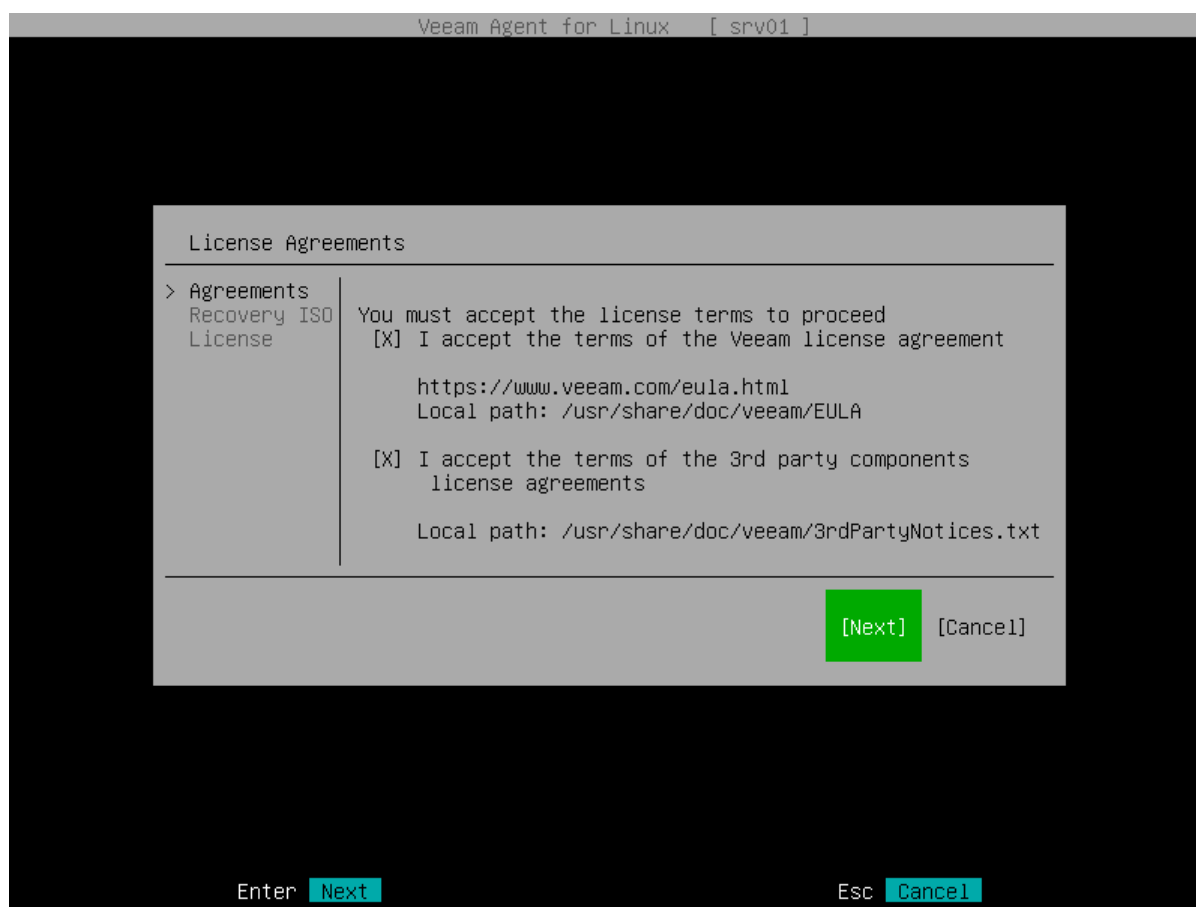 Veeam Agent for Linux [ srv01 ]
License Agreements
> Agreements
Recovery ISO
License
You must accept the license terms to proceed
[X] I accept the terms of the Veeam license agreement
https://www.veeam.com/eula.html
Local path: /usr/share/doc/veeam/EULA
[X] I accept the terms of the 3rd party components
license agreements
Local path: /usr/share/doc/veeam/3rdPartyNotices.txt
[Next] [Cancel]
Enter Next Esc Cancel